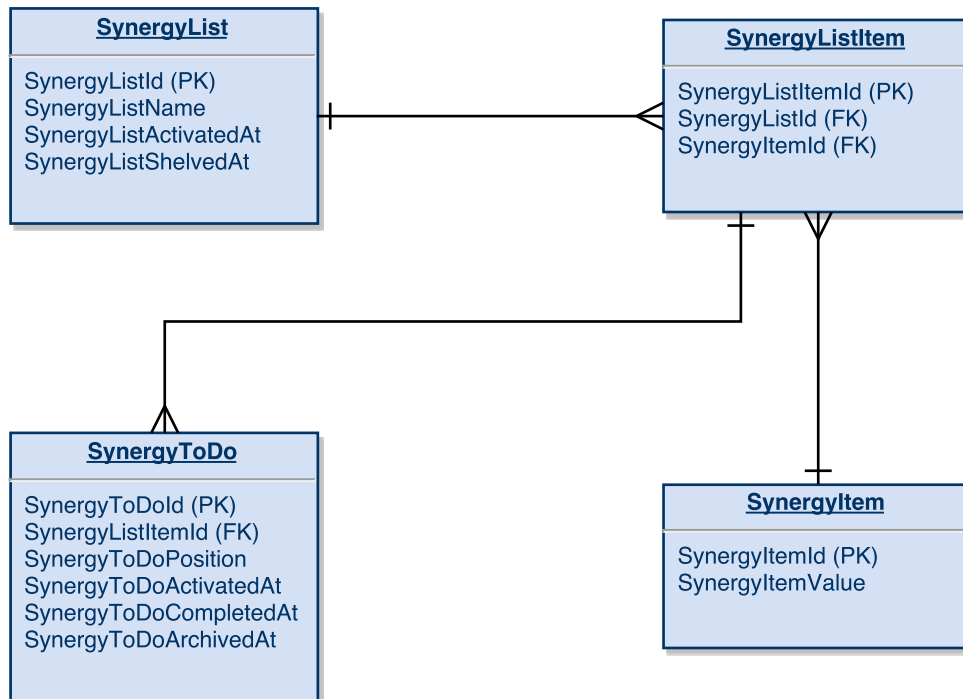 SynergyList
SynergyListId (PK)
SynergyListName
SynergyListActivatedAt
SynergyListShelvedAt
SynergyListItem
SynergyListItemId (PK)
SynergyListId (FK)
SynergyItemId (FK)
SynergyToDo
SynergyToDoId (PK)
SynergyListItemId (FK)
SynergyToDoPosition
SynergyToDoActivatedAt
SynergyToDoCompletedAt
SynergyToDoArchivedAt
SynergyItem
SynergyItemId (PK)
SynergyItemValue